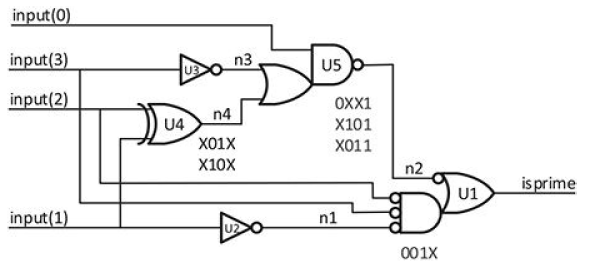 input(0)
input(3)
U3
n3
U5
input(2)
U4
n4
0XX1
X01X
X101
X10X
X011
n2
isprime
U1
input(1)
U2
n1
001X